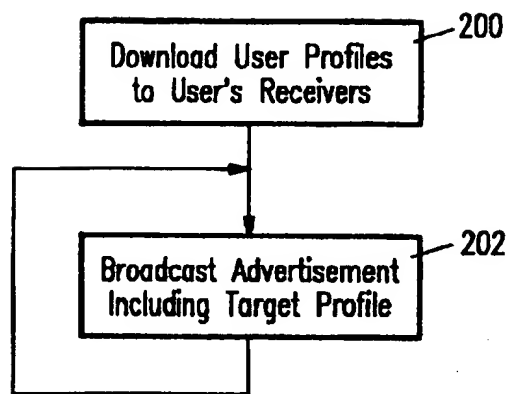 200
Download User Profiles
to User's Receivers
202
Broadcast Advertisement
Including Target Profile